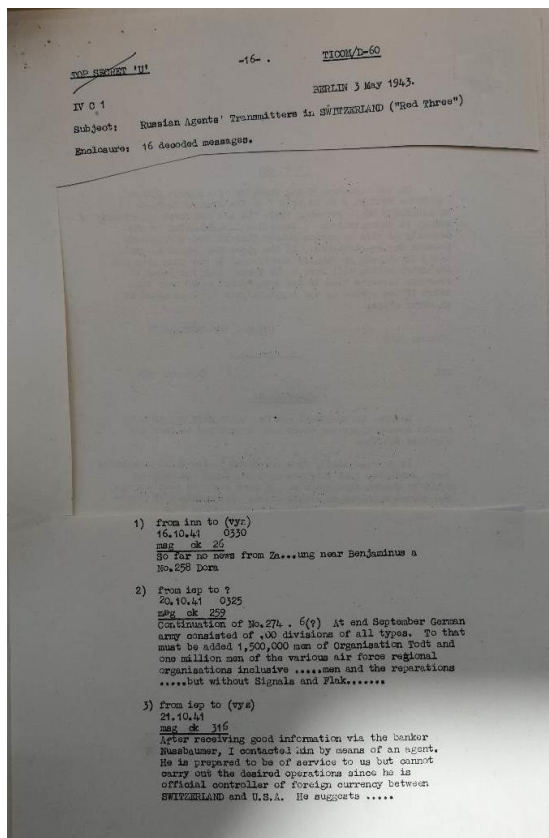 -16- .
TICOM/D-60
TOP SECRET 'U'
BERLIN 3 May 1943.
IV C 1
Subject: Russian Agents' Transmitters in SWITZERLAND ("Red Three")
Enclosure: 16 decoded messages.
1) from inn to (vyz)
16.10.41 0330
msg ck 26
So far no news from Za...ung near Benjaminus a
No.258 Dora
2) from iep to ?
20.10.41 0325
msg ck 259
Continuation of No.274 . 6(?) At end September German
army consisted of .00 divisions of all types. To that
must be added 1,500,000 men of Organisation Todt and
one million men of the various air force regional
organisations inclusive .....men and the reparations
.....but without Signals and Flak.......
3) from iep to (vyz)
21.10.41
msg ck 316
After receiving good information via the banker
Nussbaumer, I contacted him by means of an agent.
He is prepared to be of service to us but cannot
carry out the desired operations since he is
official controller of foreign currency between
SWITZERLAND and U.S.A. He suggests .....